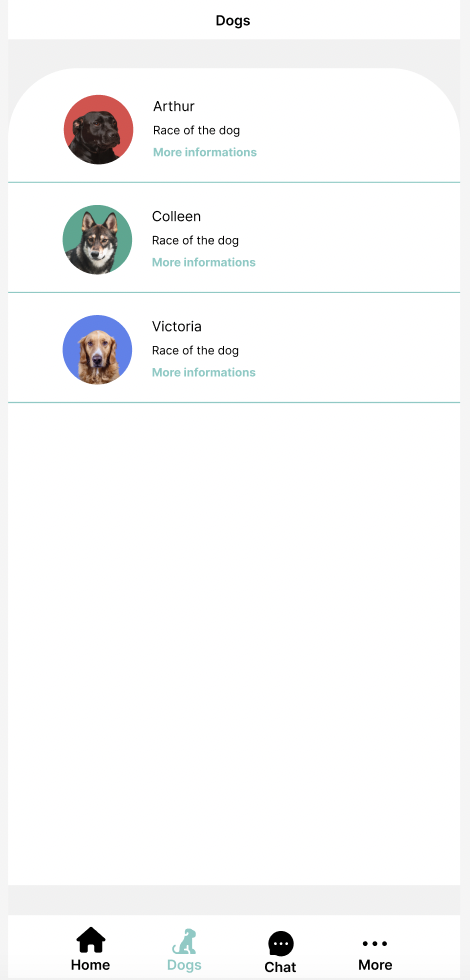 Dogs
Arthur
Race of the dog
More informations
Colleen
Race of the dog
More informations
Victoria
Race of the dog
More informations
Home
Dogs
Chat
More